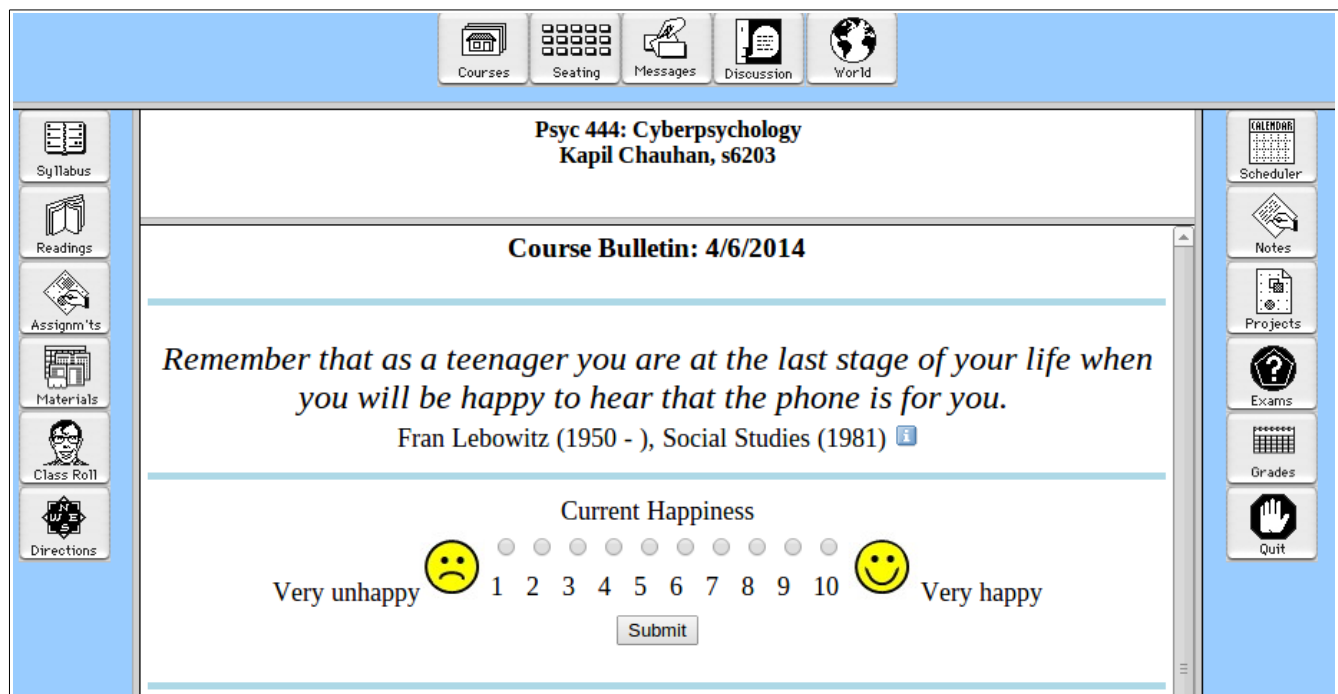 Courses
Seating
Messages
Discussion
World
Syllabus
Readings
Assignm'ts
Materials
Class Roll
N
W E
S
Directions
Psyc 444: Cyberpsychology
Kapil Chauhan, s6203
Course Bulletin: 4/6/2014
Remember that as a teenager you are at the last stage of your life when
you will be happy to hear that the phone is for you.
Fran Lebowitz (1950 - ), Social Studies (1981) i
Current Happiness
Very unhappy 1 2 3 4 5 6 7 8 9 10 Very happy
Submit
CALENDAR
Scheduler
Notes
Projects
?
Exams
Grades
Quit